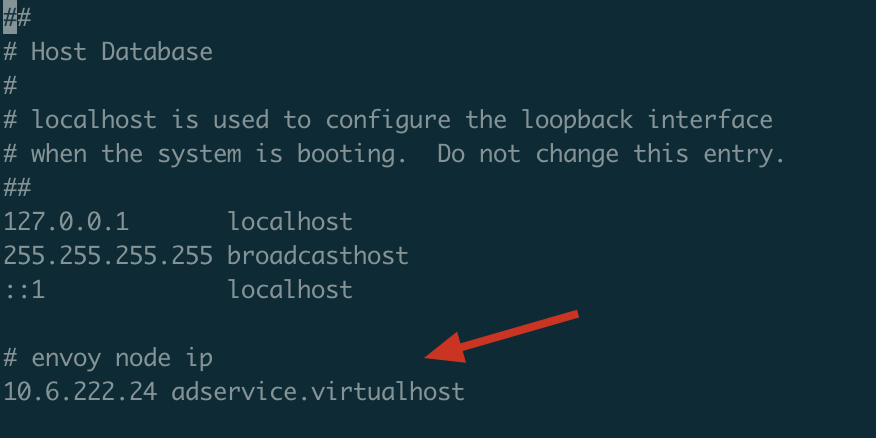 ##
# Host Database
#
# localhost is used to configure the loopback interface
# when the system is booting.  Do not change this entry.
##
127.0.0.1       localhost
255.255.255.255 broadcasthost
::1             localhost

# envoy node ip
10.6.222.24 adservice.virtualhost